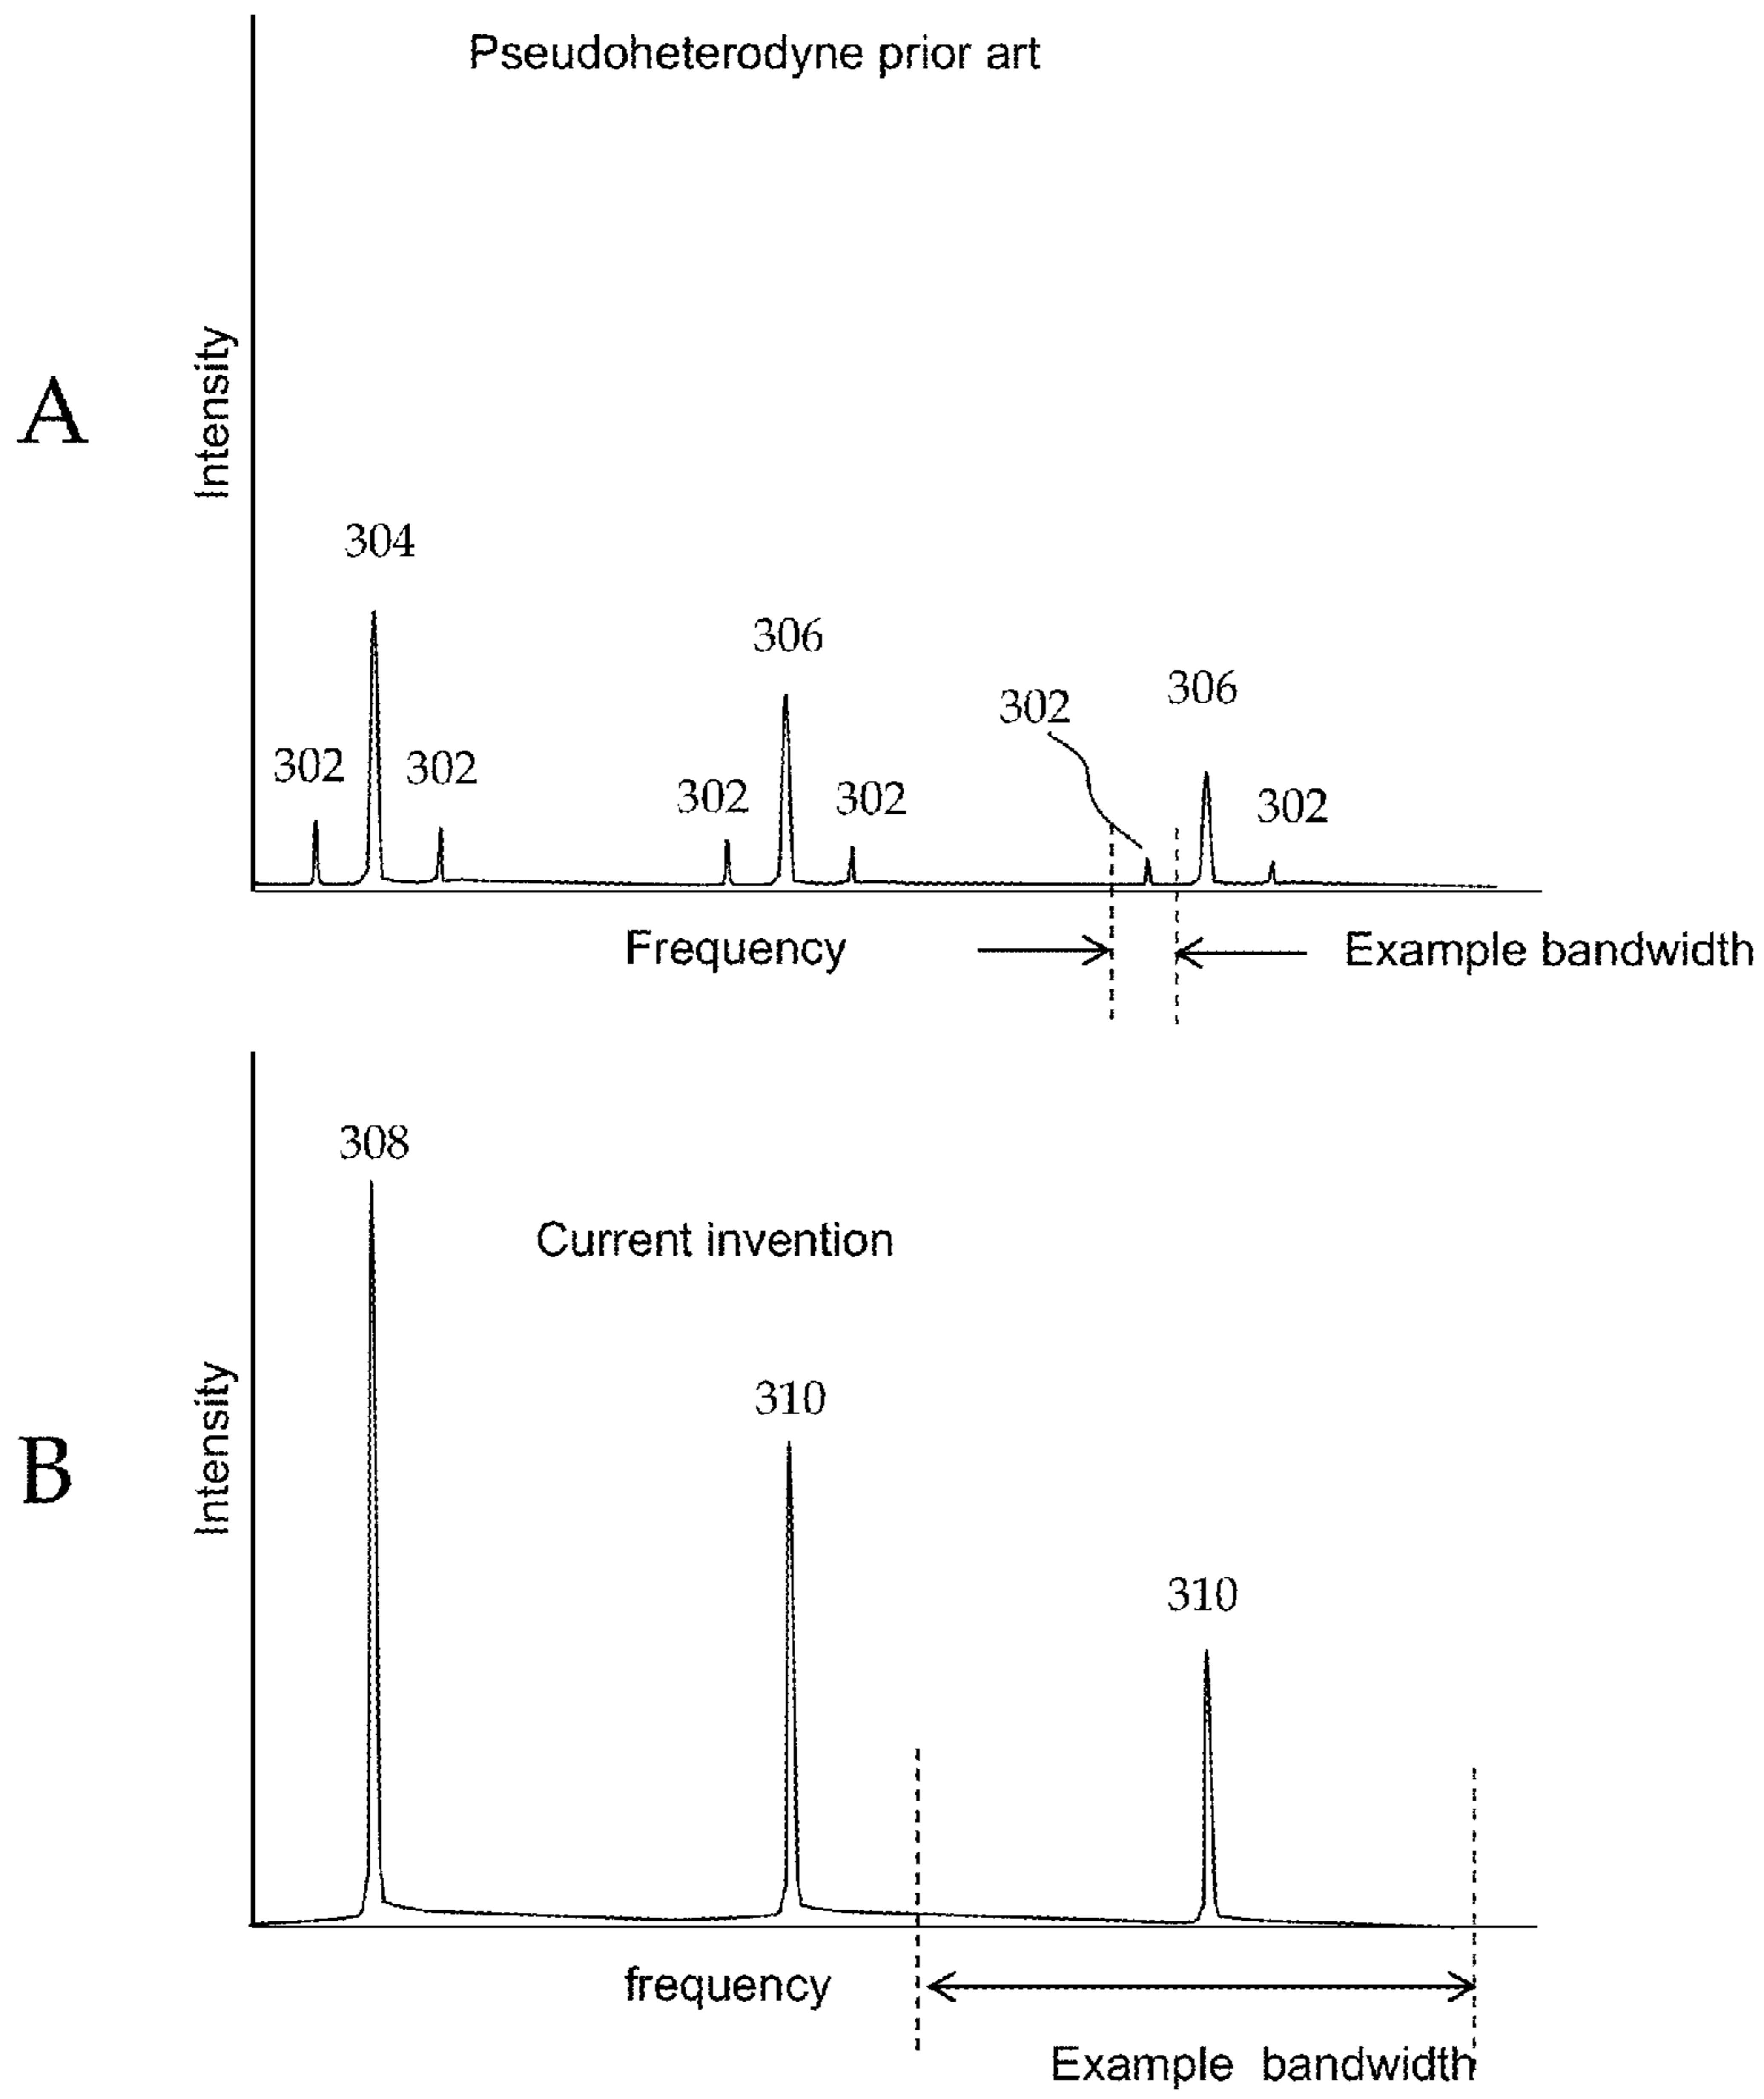 Pseudoheterodyne prior art
A
Intensity
304
306
302
306
302
302
302
302
302
Frequency
Example bandwidth
308
Current invention
310
B
Intensity
310
frequency
Example bandwidth